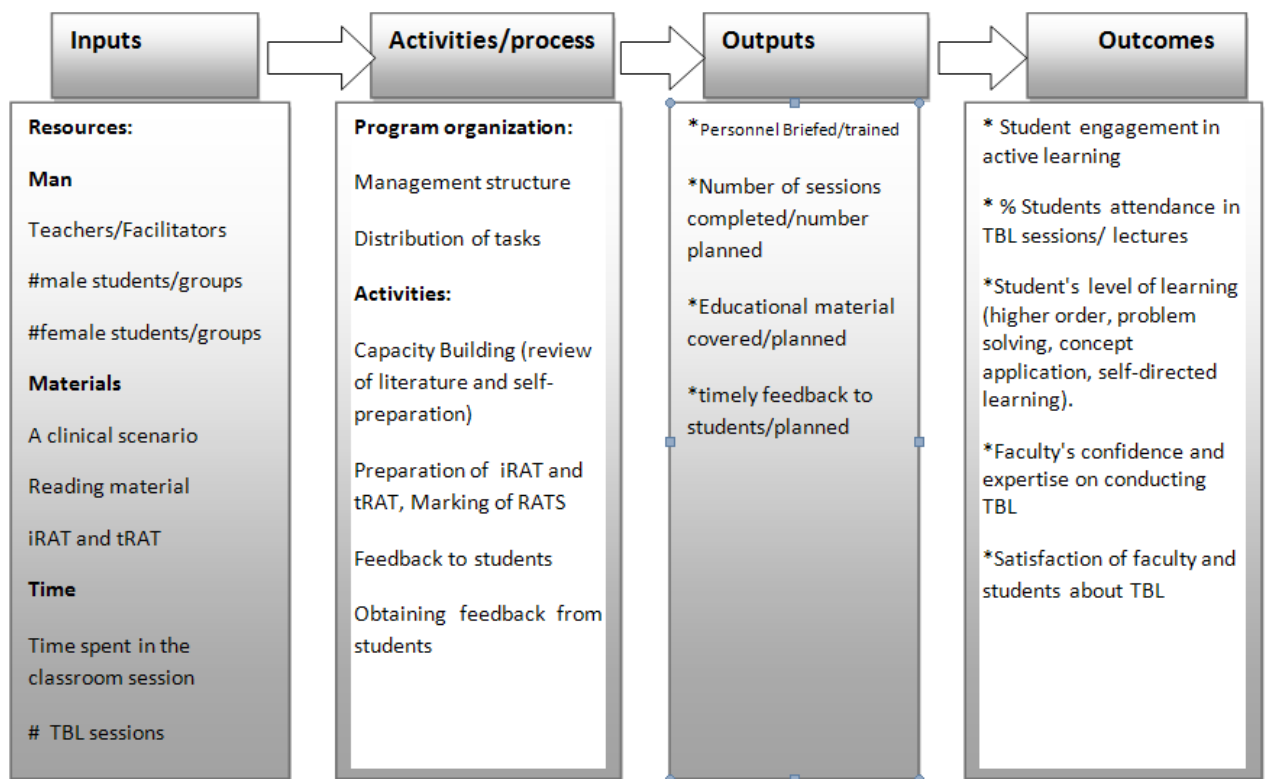 Inputs
Activities/process
Outputs
Outcomes
Resources:
Man
Teachers/Facilitators
#male students/groups
#female students/groups
Materials
A clinical scenario
Reading material
iRAT and tRAT
Time
Time spent in the
classroom session
# TBL sessions
Program organization:
Management structure
Distribution of tasks
Activities:
Capacity Building (review
of literature and self-
preparation)
Preparation of iRAT and
tRAT, Marking of RATS
Feedback to students
Obtaining feedback from
students
*Personnel Briefed/trained
*Number of sessions
completed/number
planned
*Educational material
covered/planned
*timely feedback to
students/planned
* Student engagement in
active learning
* % Students attendance in
TBL sessions/ lectures
*Student's level of learning
(higher order, problem
solving, concept
application, self-directed
learning).
*Faculty's confidence and
expertise on conducting
TBL
*Satisfaction of faculty and
students about TBL